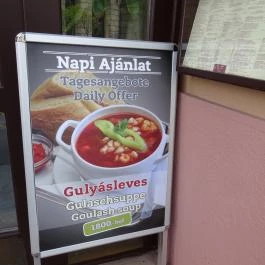 Napi Ajánlat
Tagesangebote
Daily Offer
Gulyásleves
Gulaschsuppe
Goulash soup
1800.-huf